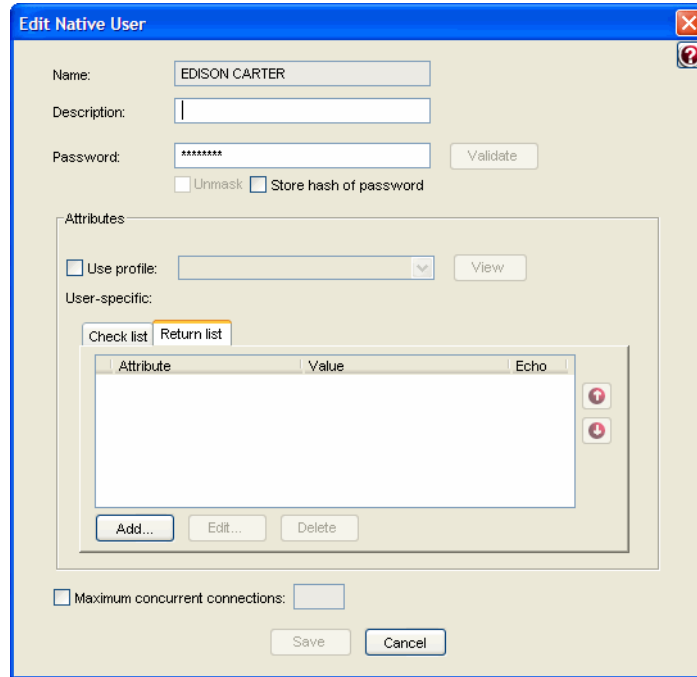 Edit Native User
Name: EDISON CARTER
Description:
Password: ******** Validate
Unmask Store hash of password
Attributes
Use profile: View
User-specific:
Check list Return list
Attribute Value Echo
Add... Edit... Delete
Maximum concurrent connections:
Save Cancel